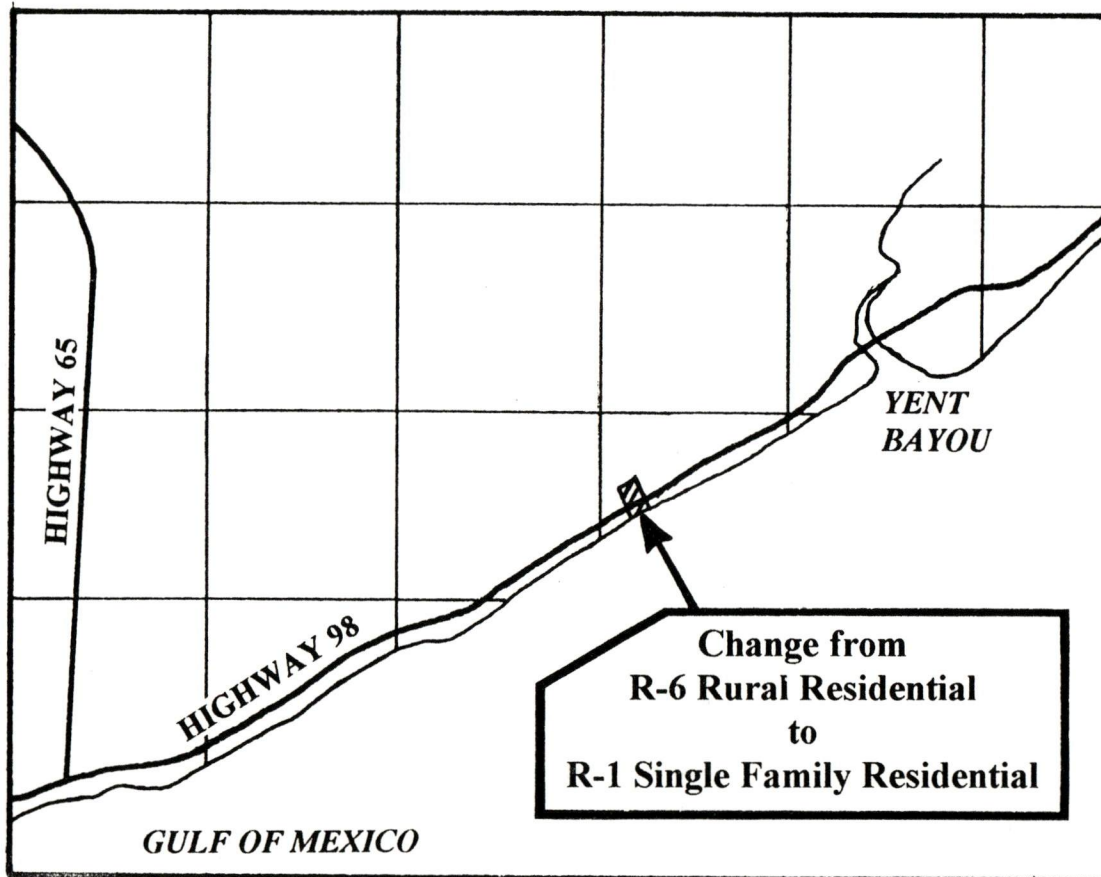 HIGHWAY 65
YENT
BAYOU
HIGHWAY 98
Change from
R-6 Rural Residential
to
R-1 Single Family Residential
GULF OF MEXICO